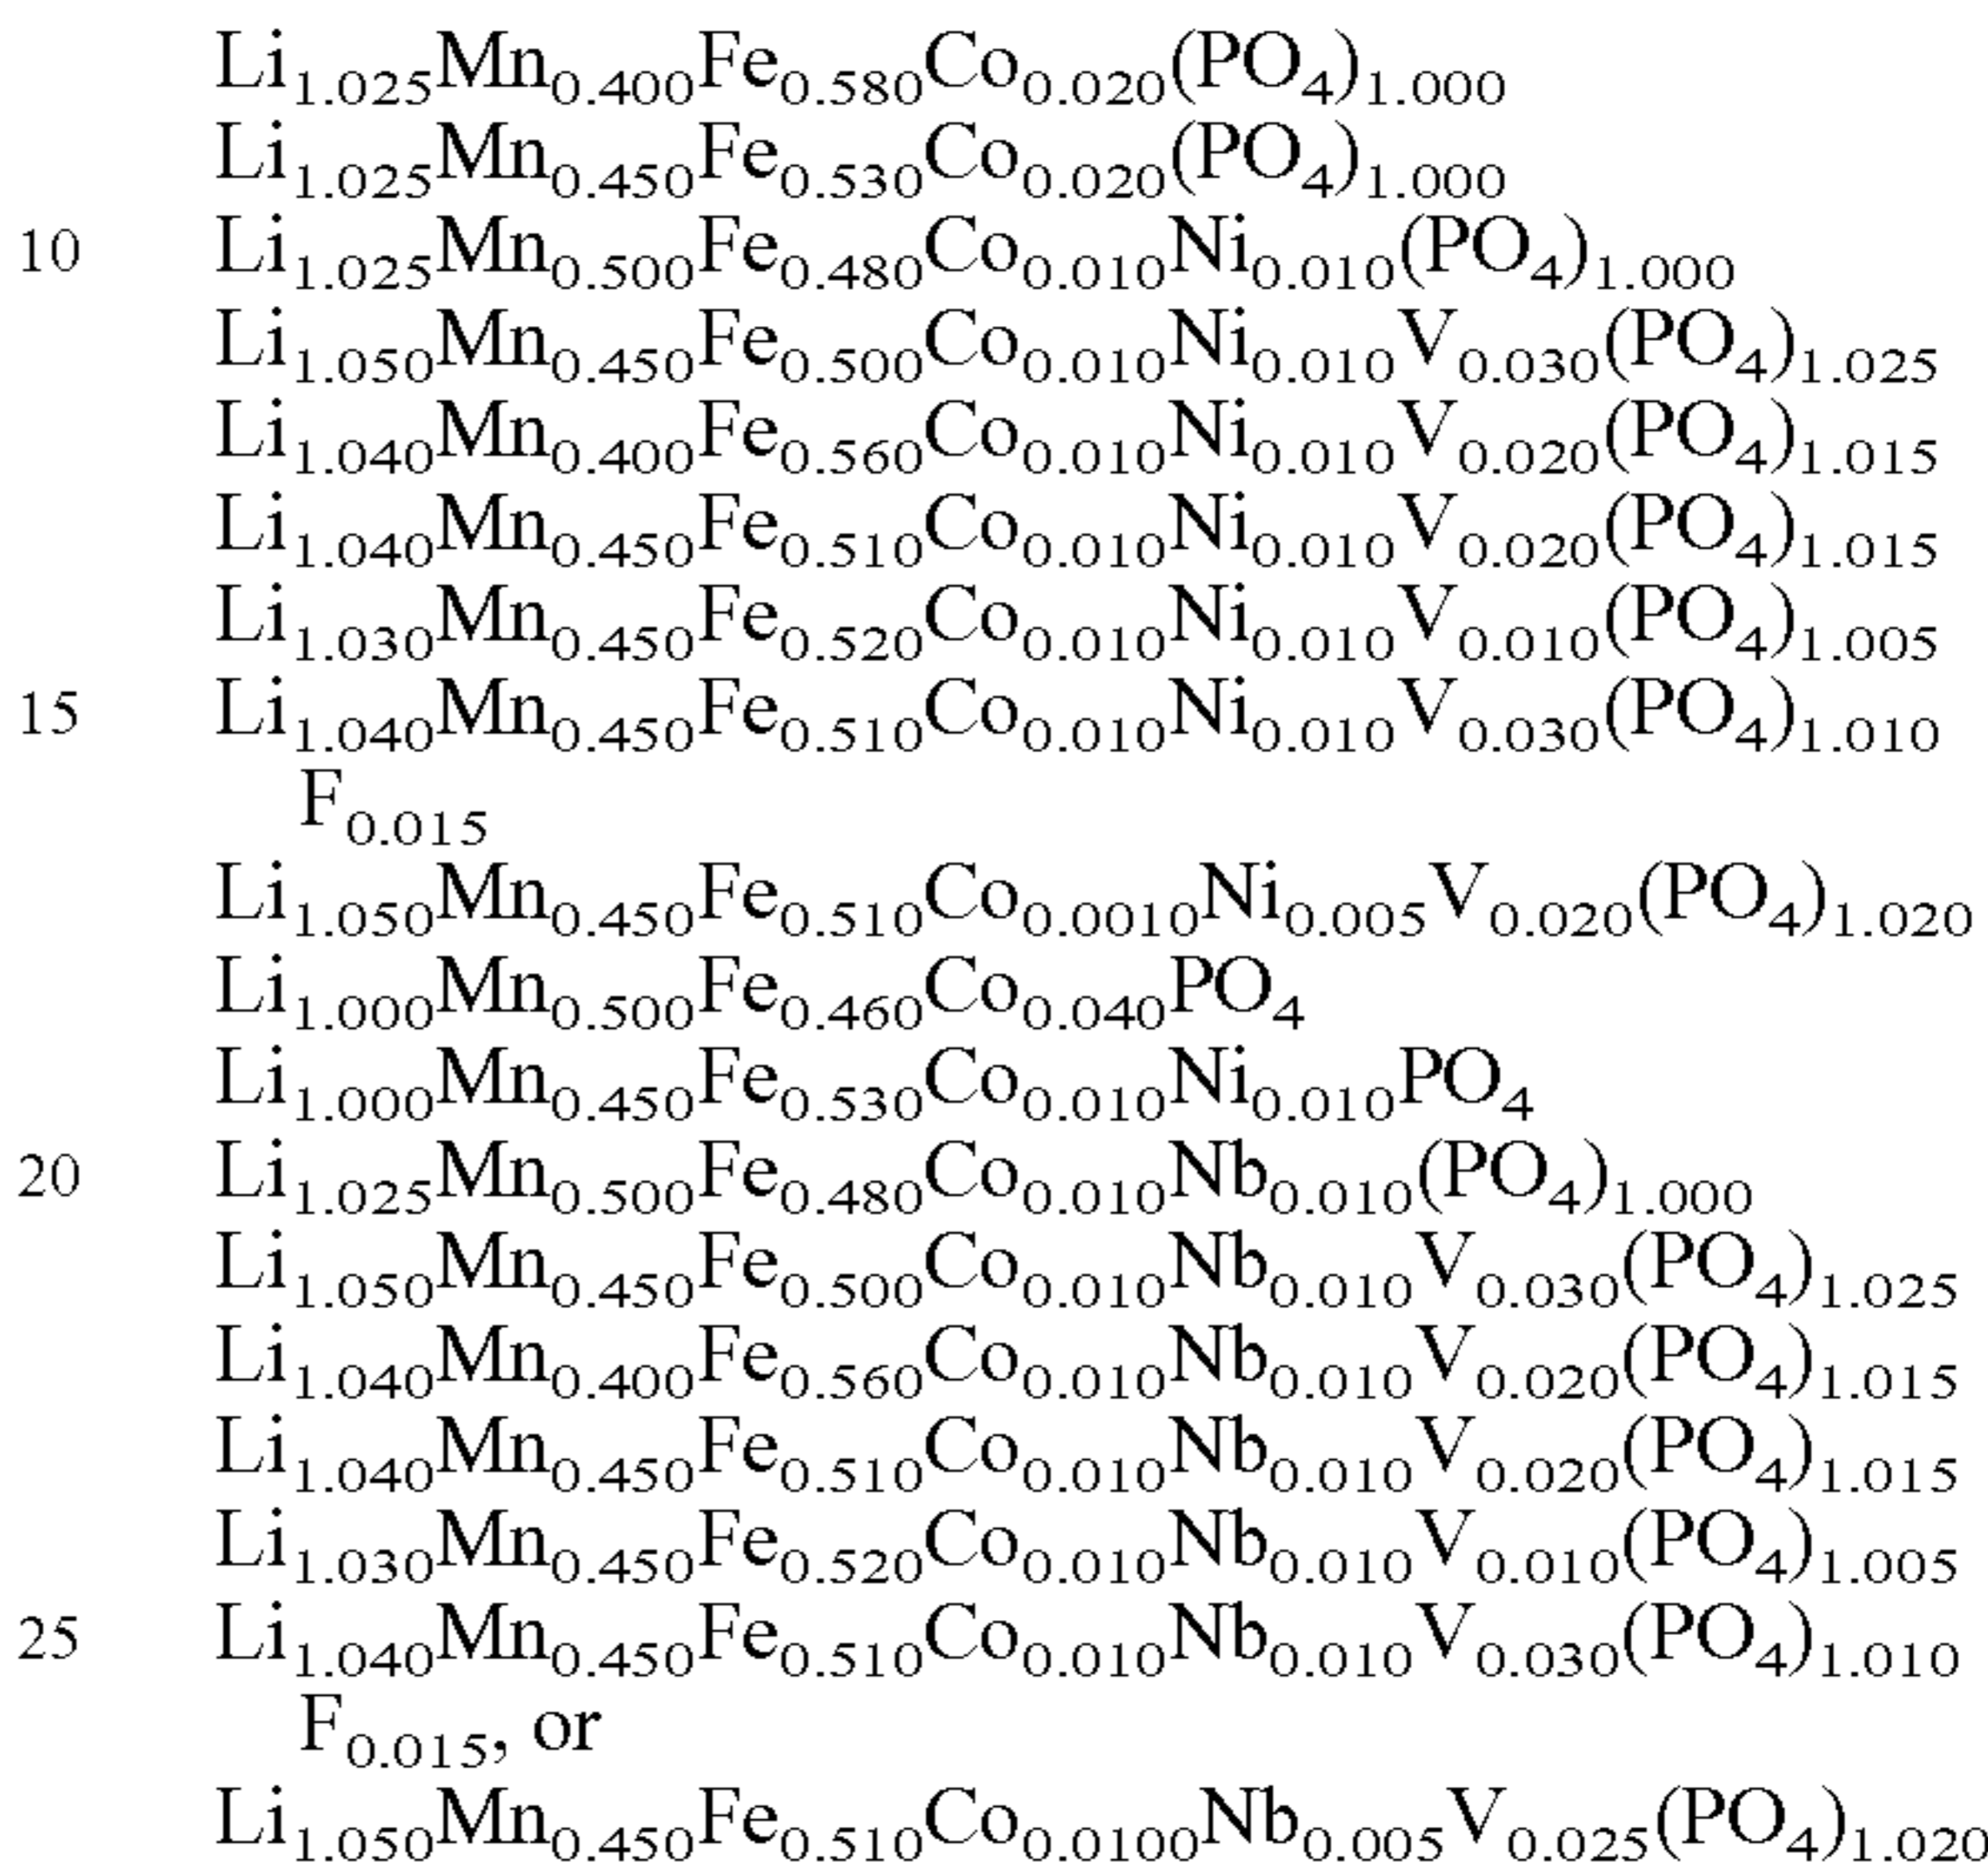 Li1.025Mn0.400Fe0.580Co0.020(PO4)1.000
Li1.025Mn0.450Fe0.530Co0.020(PO4)1.000
10 Li1.025Mn0.500Fe0.480Co0.010Ni0.010(PO4)1.000
Li1.050Mn0.450Fe0.500Co0.010Ni0.010V0.030(PO4)1.025
Li1.040Mn0.400Fe0.560Co0.010Ni0.010V0.020(PO4)1.015
Li1.040Mn0.450Fe0.510Co0.010Ni0.010V0.020(PO4)1.015
Li1.030Mn0.450Fe0.520Co0.010Ni0.010V0.010(PO4)1.005
15 Li1.040Mn0.450Fe0.510Co0.010Ni0.010V0.030(PO4)1.010
F0.015
Li1.050Mn0.450Fe0.510Co0.0010Ni0.005V0.020(PO4)1.020
Li1.000Mn0.500Fe0.460Co0.040PO4
Li1.000Mn0.450Fe0.530Co0.010Ni0.010PO4
20 Li1.025Mn0.500Fe0.480Co0.010Nb0.010(PO4)1.000
Li1.050Mn0.450Fe0.500Co0.010Nb0.010V0.030(PO4)1.025
Li1.040Mn0.400Fe0.560Co0.010Nb0.010V0.020(PO4)1.015
Li1.040Mn0.450Fe0.510Co0.010Nb0.010V0.020(PO4)1.015
Li1.030Mn0.450Fe0.520Co0.010Nb0.010V0.010(PO4)1.005
25 Li1.040Mn0.450Fe0.510Co0.010Nb0.010V0.030(PO4)1.010
F0.015, or
Li1.050Mn0.450Fe0.510Co0.0100Nb0.005V0.025(PO4)1.020